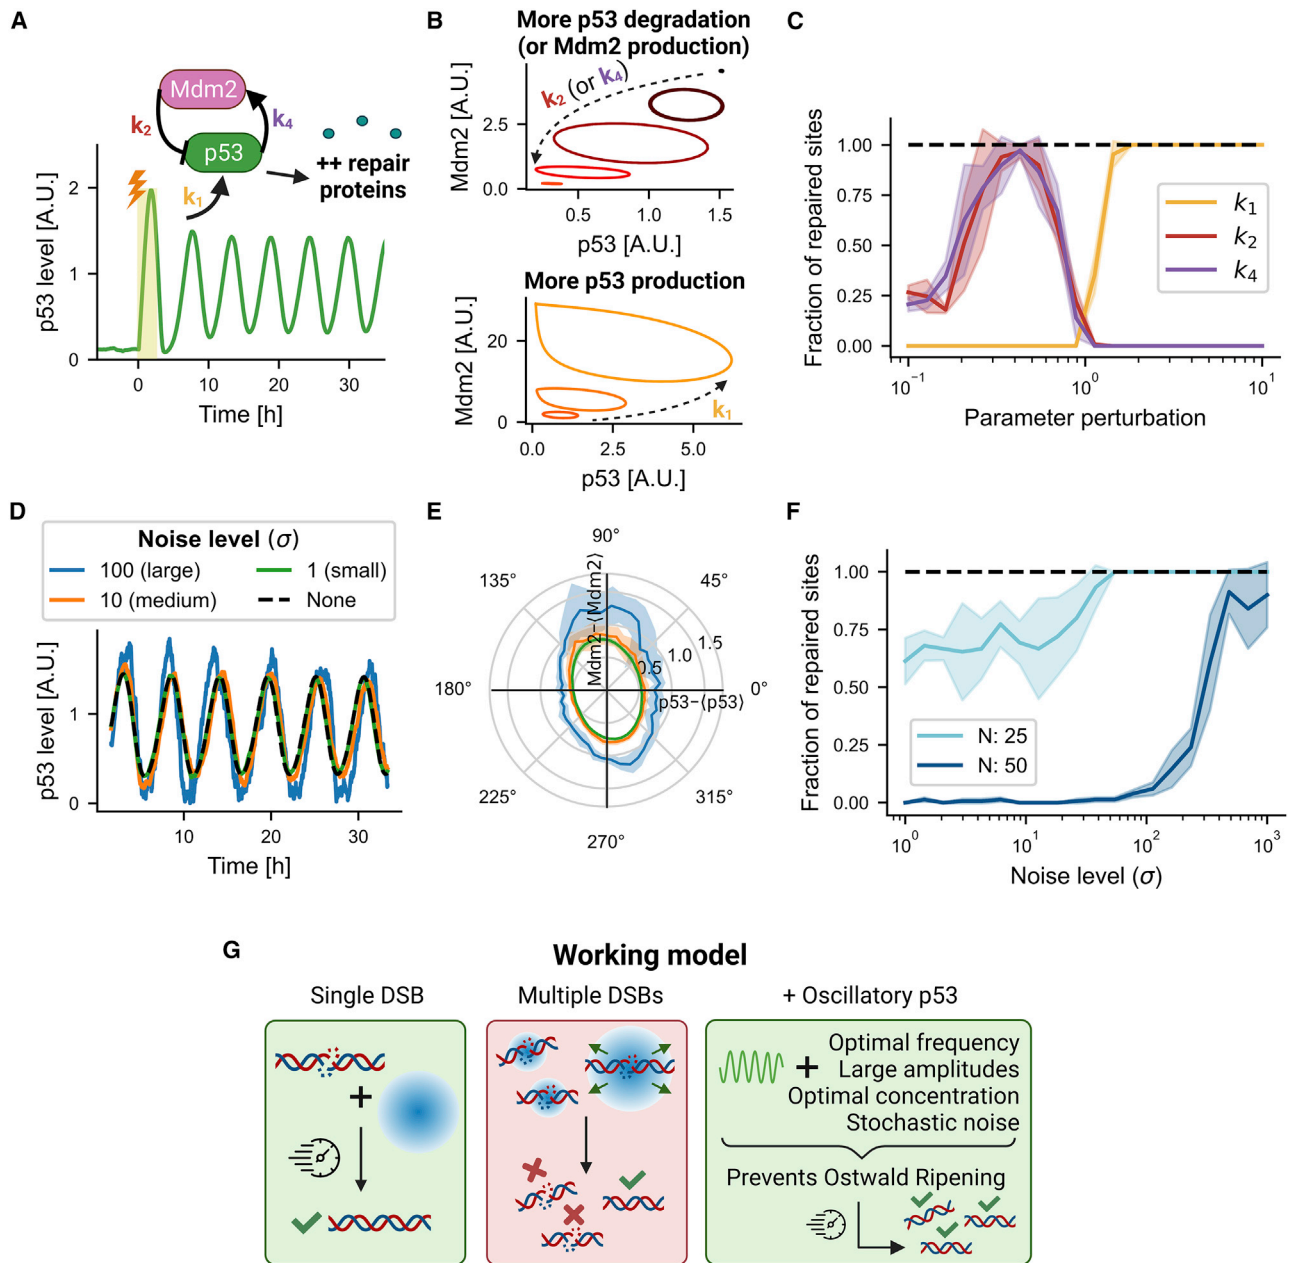 A
Mdm2
k2
k4
p53
++ repair
proteins
k1
p53 level [A.U.]
2
1
0
0
10
20
30
Time [h]
B
More p53 degradation
(or Mdm2 production)
k2 (or k4)
Mdm2 [A.U.]
2.5
0.0
0.5
1.0
1.5
p53 [A.U.]
More p53 production
Mdm2 [A.U.]
20
0
k1
0.0
2.5
5.0
p53 [A.U.]
C
Fraction of repaired sites
1.00
0.75
0.50
0.25
0.00
k1
k2
k4
10⁻¹
10⁰
10¹
Parameter perturbation
D
Noise level (σ)
100 (large)
1 (small)
10 (medium)
None
p53 level [A.U.]
1
0
10
20
30
Time [h]
E
90°
135°
45°
180°
0°
225°
315°
270°
Mdm2−⟨Mdm2⟩
0.5
1.0
1.5
p53−⟨p53⟩
F
Fraction of repaired sites
1.00
0.75
0.50
0.25
0.00
N: 25
N: 50
10⁰
10¹
10²
10³
Noise level (σ)
G
Working model
Single DSB
Multiple DSBs
+ Oscillatory p53
+
+
Optimal frequency
Large amplitudes
Optimal concentration
Stochastic noise
Prevents Ostwald Ripening